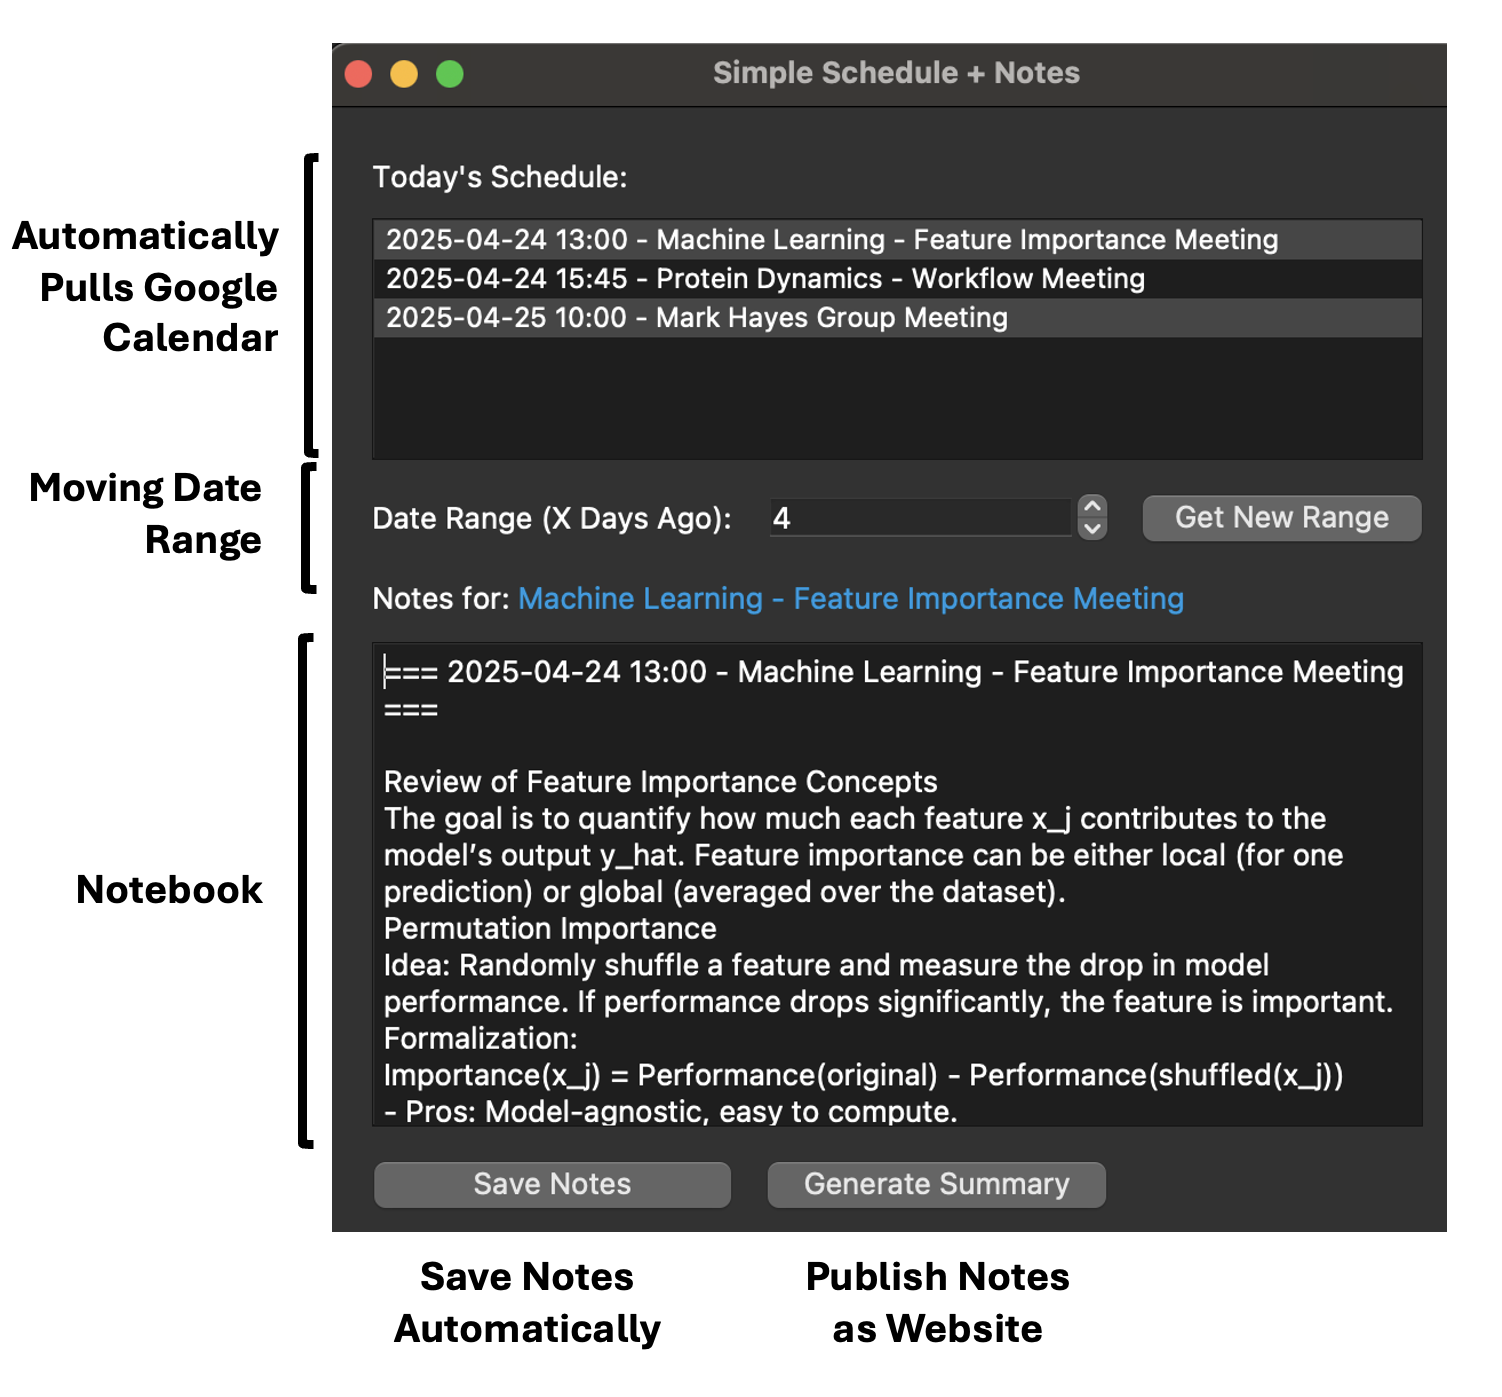 Simple Schedule + Notes
Automatically
Pulls Google
Calendar
Today's Schedule:
2025-04-24 13:00 - Machine Learning - Feature Importance Meeting
2025-04-24 15:45 - Protein Dynamics - Workflow Meeting
2025-04-25 10:00 - Mark Hayes Group Meeting
Moving Date
Range
Date Range (X Days Ago):
4
Get New Range
Notes for: Machine Learning - Feature Importance Meeting
Notebook
=== 2025-04-24 13:00 - Machine Learning - Feature Importance Meeting
===
Review of Feature Importance Concepts
The goal is to quantify how much each feature x_j contributes to the
model’s output y_hat. Feature importance can be either local (for one
prediction) or global (averaged over the dataset).
Permutation Importance
Idea: Randomly shuffle a feature and measure the drop in model
performance. If performance drops significantly, the feature is important.
Formalization:
Importance(x_j) = Performance(original) - Performance(shuffled(x_j))
- Pros: Model-agnostic, easy to compute.
Save Notes
Generate Summary
Save Notes
Automatically
Publish Notes
as Website